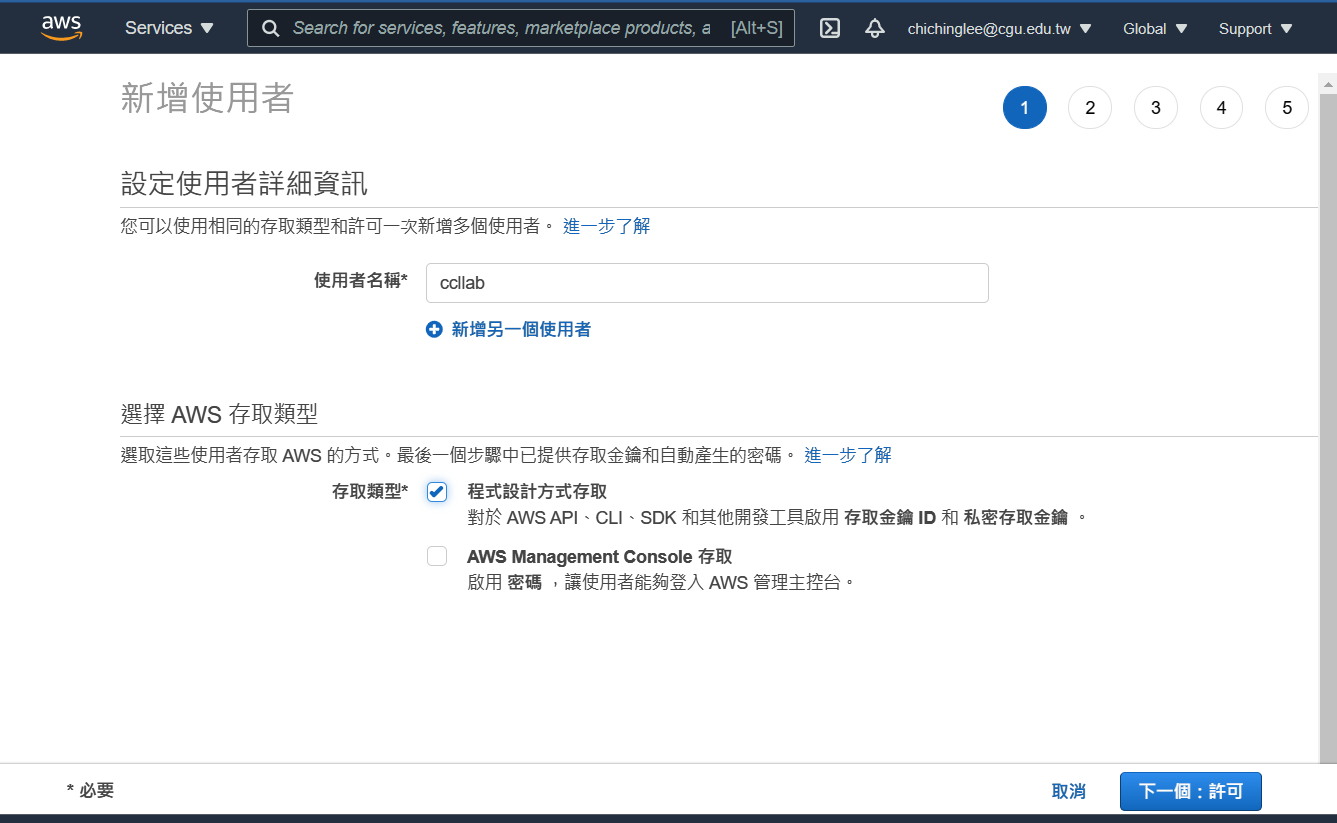 aws Services Search for services, features, marketplace products, a [Alt+S] chichinglee@cgu.edu.tw Global Support
新增使用者 1 2 3 4 5
設定使用者詳細資訊
您可以使用相同的存取類型和許可一次新增多個使用者。 進一步了解
使用者名稱* ccllab
新增另一個使用者
選擇 AWS 存取類型
選取這些使用者存取 AWS 的方式。最後一個步驟中已提供存取金鑰和自動產生的密碼。 進一步了解
存取類型* 程式設計方式存取
對於 AWS API、CLI、SDK 和其他開發工具啟用 存取金鑰 ID 和 私密存取金鑰 。
AWS Management Console 存取
啟用 密碼 ，讓使用者能夠登入 AWS 管理主控台。
* 必要 取消 下一個：許可